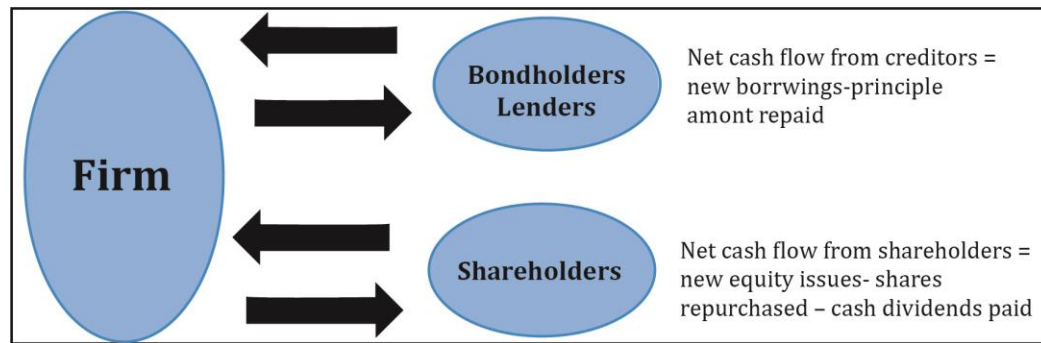 Firm
Bondholders
Lenders
Net cash flow from creditors =
new borrwings-principle
amont repaid
Shareholders
Net cash flow from shareholders =
new equity issues- shares
repurchased – cash dividends paid